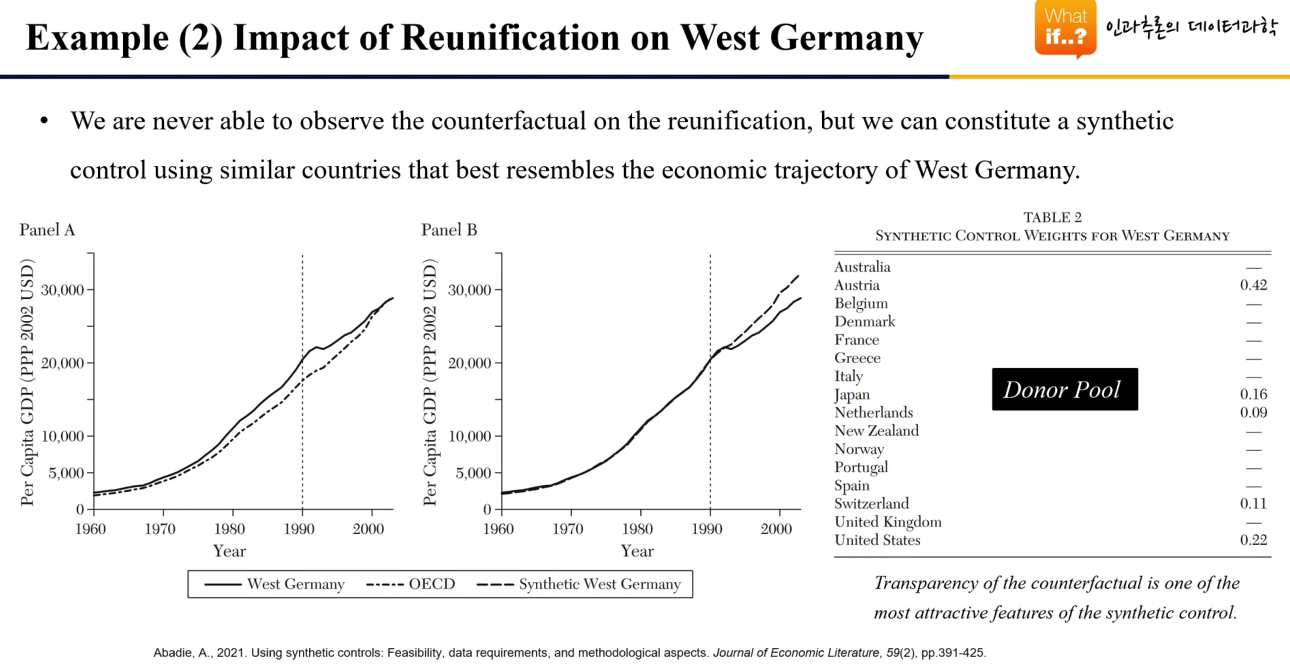 Example (2) Impact of Reunification on West Germany
What
if..?
인과추론의 데이터과학
• We are never able to observe the counterfactual on the reunification, but we can constitute a synthetic
control using similar countries that best resembles the economic trajectory of West Germany.
Panel A
Per Capita GDP (PPP 2002 USD)
30,000
20,000
10,000
5,000
0
1960 1970 1980 1990 2000
Year
Panel B
Per Capita GDP (PPP 2002 USD)
30,000
20,000
10,000
5,000
0
1960 1970 1980 1990 2000
Year
West Germany OECD Synthetic West Germany
TABLE 2
Synthetic Control Weights for West Germany
Australia —
Austria 0.42
Belgium —
Denmark —
France —
Greece —
Italy —
Japan 0.16
Netherlands 0.09
New Zealand —
Norway —
Portugal —
Spain —
Switzerland 0.11
United Kingdom —
United States 0.22
Donor Pool
Transparency of the counterfactual is one of the
most attractive features of the synthetic control.
Abadie, A., 2021. Using synthetic controls: Feasibility, data requirements, and methodological aspects. Journal of Economic Literature, 59(2), pp.391-425.